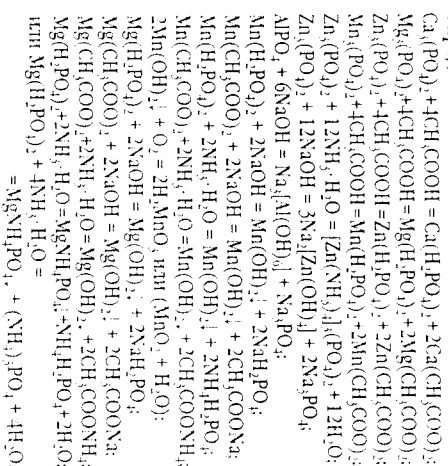 Ca₃(PO₄)₂+4CH₃COOH = Ca(H₂PO₄)₂+2Ca(CH₃COO)₂;
Mg₃(PO₄)₂+4CH₃COOH=Mg(H₂PO₄)₂+2Mg(CH₃COO)₂;
Zn₃(PO₄)₂+4CH₃COOH=Zn(H₂PO₄)₂+2Zn(CH₃COO)₂;
Mn₃(PO₄)₂+4CH₃COOH=Mn(H₂PO₄)₂+2Mn(CH₃COO)₂;
Zn₃(PO₄)₂ + 12NH₃·H₂O = [Zn(NH₃)₄]₃(PO₄)₂ + 12H₂O;
Zn₃(PO₄)₂ + 12NaOH = 3Na₂[Zn(OH)₄] + 2Na₃PO₄;
AlPO₄ + 6NaOH = Na₃[Al(OH)₆] + Na₃PO₄;
Mn(H₂PO₄)₂ + 2NaOH = Mn(OH)₂↓ + 2NaH₂PO₄;
Mn(CH₃COO)₂ + 2NaOH = Mn(OH)₂↓ + 2CH₃COONa;
Mn(H₂PO₄)₂ + 2NH₃·H₂O = Mn(OH)₂↓ + 2NH₄H₂PO₄;
Mn(CH₃COO)₂+2NH₃·H₂O=Mn(OH)₂↓ +2CH₃COONH₄;
2Mn(OH)₂↓ + O₂ = 2H₂MnO₃ или (MnO₂ + H₂O);
Mg(H₂PO₄)₂ + 2NaOH = Mg(OH)₂↓ + 2NaH₂PO₄;
Mg(CH₃COO)₂ + 2NaOH = Mg(OH)₂↓ + 2CH₃COONa;
Mg(CH₃COO)₂+2NH₃·H₂O=Mg(OH)₂↓ +2CH₃COONH₄;
Mg(H₂PO₄)₂+2NH₃·H₂O=MgNH₄PO₄↓+NH₄H₂PO₄+2H₂O;
или Mg(H₂PO₄)₂ + 4NH₃·H₂O =
=MgNH₄PO₄↓ + (NH₄)₃PO₄ + 4H₂O